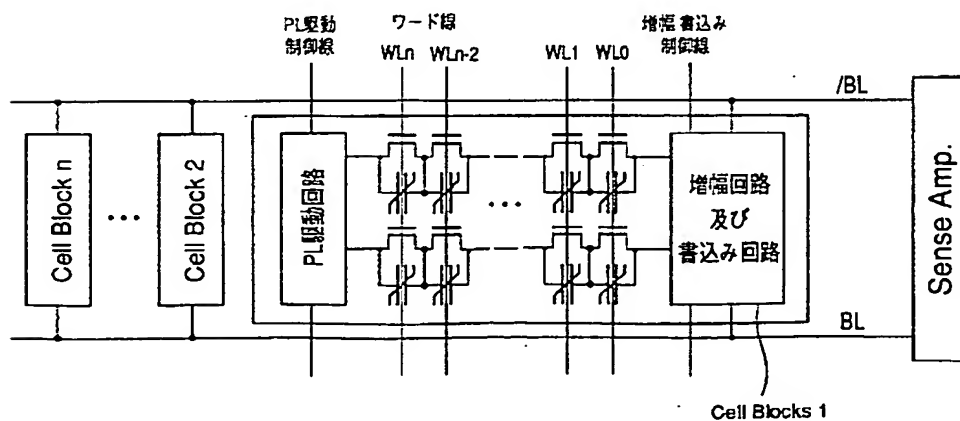 PL駆動
制御線
ワード線
増幅書込み
制御線
WLn
WLn-2
WL1
WL0
/BL
Cell Block n
...
Cell Block 2
PL駆動回路
...
増幅回路
及び
書込み回路
Sense Amp.
BL
Cell Blocks 1